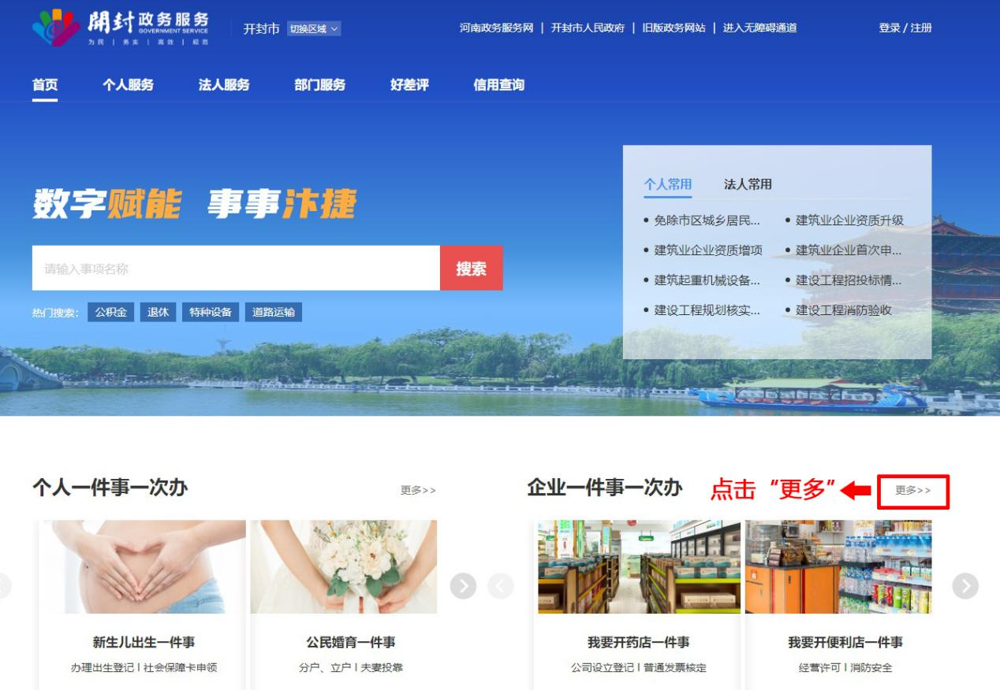 開封政务服务
GOVERNMENT SERVICE
为民 | 务实 | 高效 | 规范
开封市 切换区域
河南政务服务网 | 开封市人民政府 | 旧版政务网站 | 进入无障碍通道
登录 / 注册
首页 个人服务 法人服务 部门服务 好差评 信用查询
数字赋能 事事汴捷
请输入事项名称 搜索
热门搜索: 公积金 退休 特种设备 道路运输
个人常用 法人常用
• 免除市区城乡居民... • 建筑业企业资质升级
• 建筑业企业资质增项 • 建筑业企业首次申...
• 建筑起重机械设备... • 建设工程招投标情...
• 建设工程规划核实... • 建设工程消防验收
个人一件事一次办 更多>>
企业一件事一次办 点击“更多” 更多>>
新生儿出生一件事
办理出生登记 | 社会保障卡申领
公民婚育一件事
分户、立户 | 夫妻投靠
我要开药店一件事
公司设立登记 | 普通发票核定
我要开便利店一件事
经营许可 | 消防安全